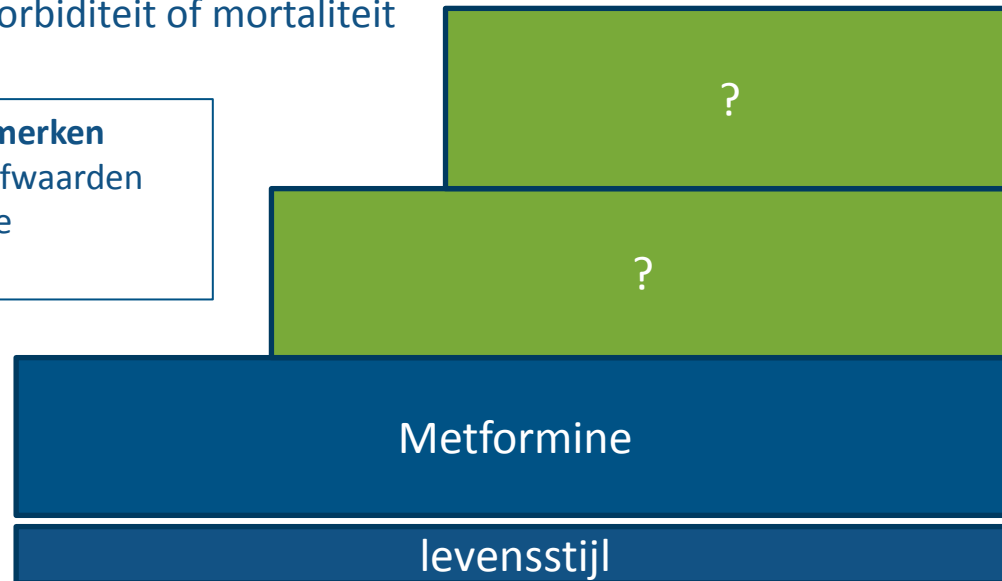 orbiditeit of mortaliteit
?
merken
fwaarden
e
?
Metformine
levensstijl